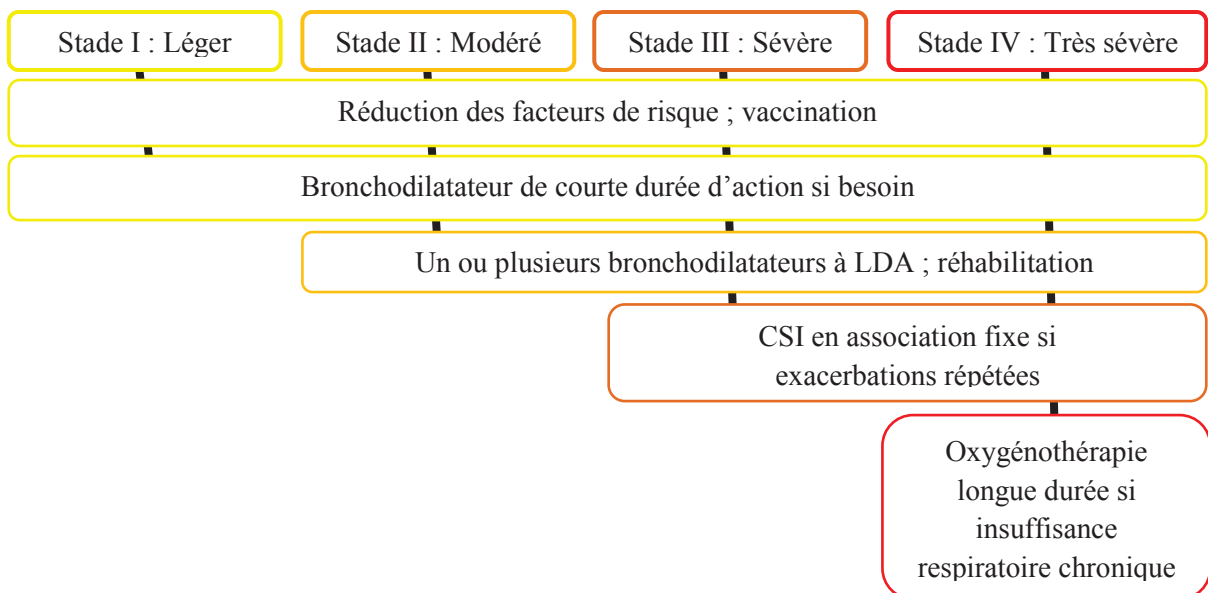 Stade I : Léger
Stade II : Modéré
Stade III : Sévère
Stade IV : Très sévère
Réduction des facteurs de risque ; vaccination
Bronchodilatateur de courte durée d’action si besoin
Un ou plusieurs bronchodilatateurs à LDA ; réhabilitation
CSI en association fixe si
exacerbations répétées
Oxygénothérapie
longue durée si
insuffisance
respiratoire chronique